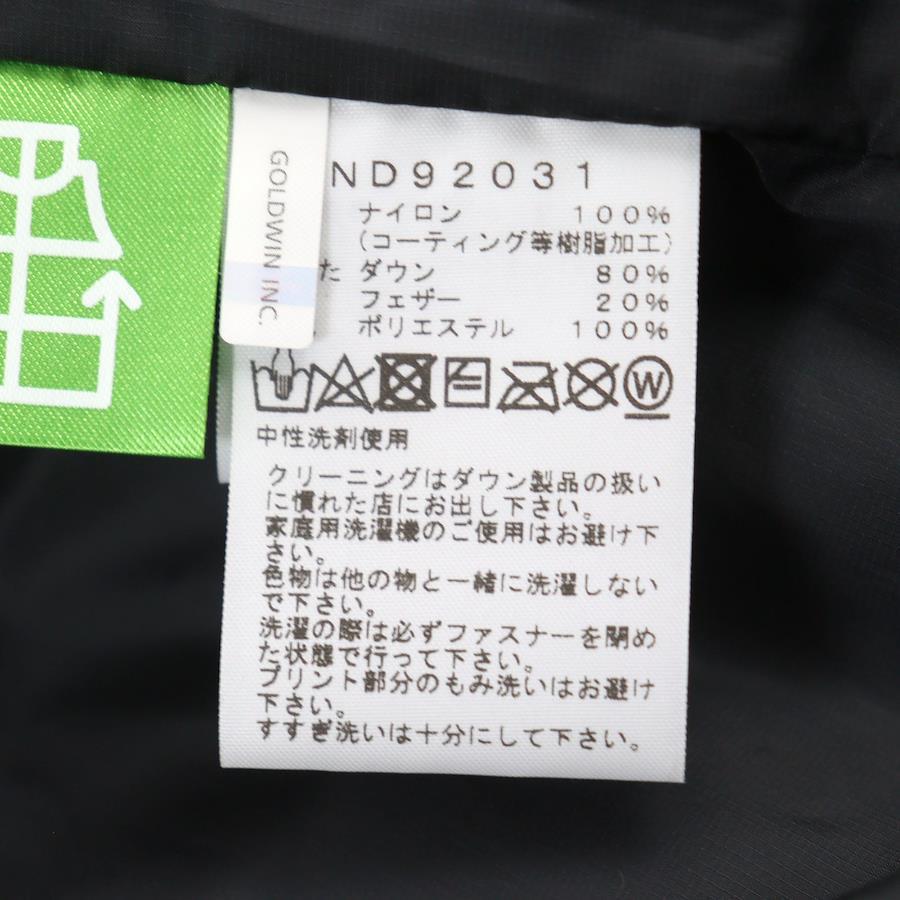 GOLDWIN INC.
ND92031
ナイロン 100%
(コーティング等樹脂加工)
た ダウン 80%
フェザー 20%
ポリエステル 100%
W
中性洗剤使用
クリーニングはダウン製品の扱い
に慣れた店にお出し下さい。
家庭用洗濯機のご使用はお避け下
さい。
色物は他の物と一緒に洗濯しない
で下さい。
洗濯の際は必ずファスナーを閉め
た状態で行って下さい。
プリント部分のもみ洗いはお避け
下さい。
すすぎ洗いは十分にして下さい。